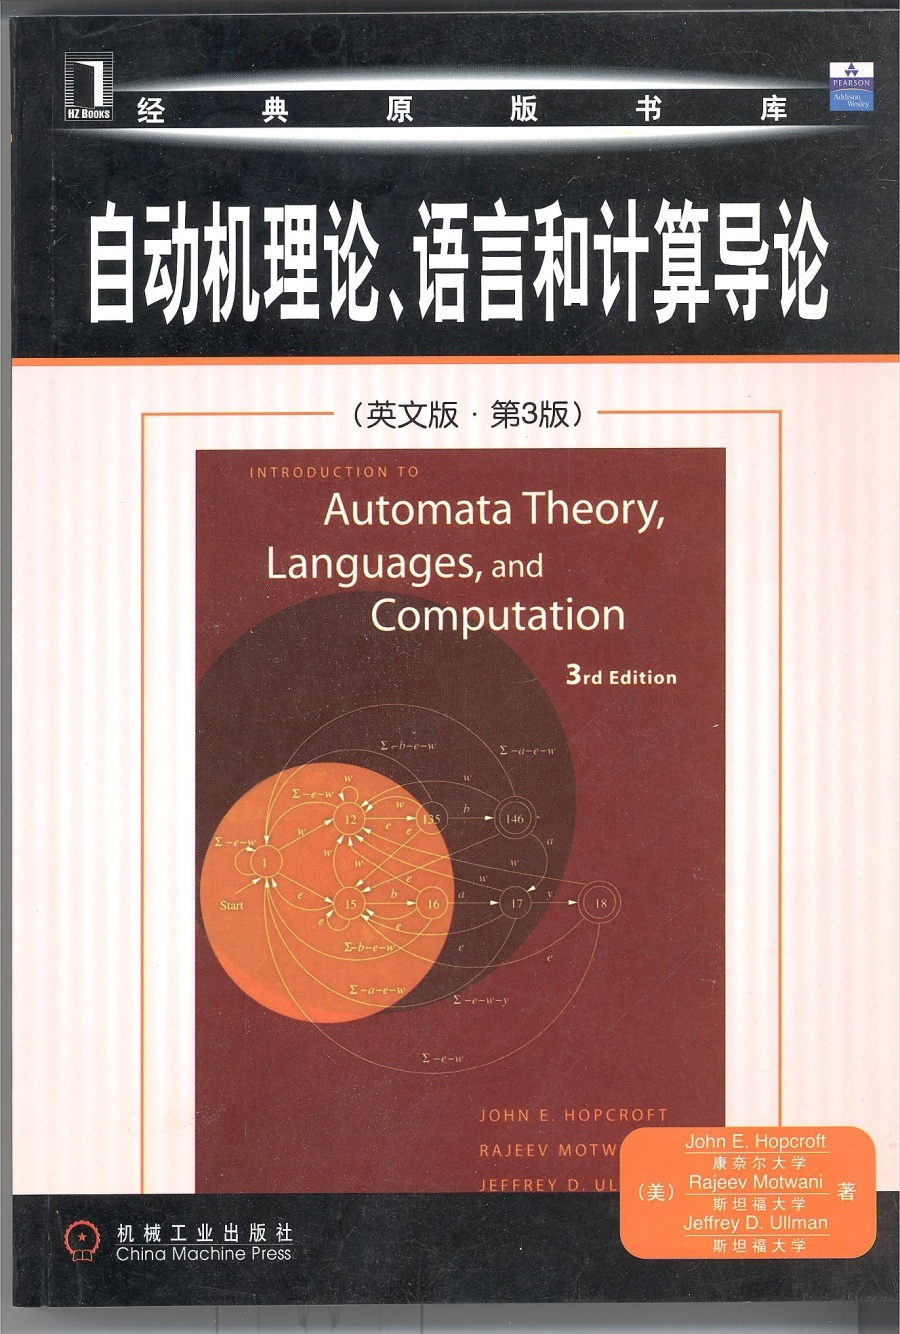 HZ BOOKS
经典原版书库
PEARSON
Addison
Wesley
自动机理论、语言和计算导论
（英文版 · 第3版）
INTRODUCTION TO
Automata Theory,
Languages, and
Computation
3rd Edition
Σ-b-e-w
Σ-a-e-w
w
w
Σ-e-w
w
b
12
135
146
e
e
w
Σ-e-w
a
1
w
w
w
w
e
Start
e
b
a
y
15
16
17
18
e
e
Σ-b-e-w
e
e
Σ-a-e-w
Σ-e-w-y
Σ-e-w
JOHN E. HOPCROFT
RAJEEV MOTW
JEFFREY D. UL
John E. Hopcroft
康奈尔大学
（美） Rajeev Motwani 著
斯坦福大学
Jeffrey D. Ullman
斯坦福大学
机械工业出版社
China Machine Press